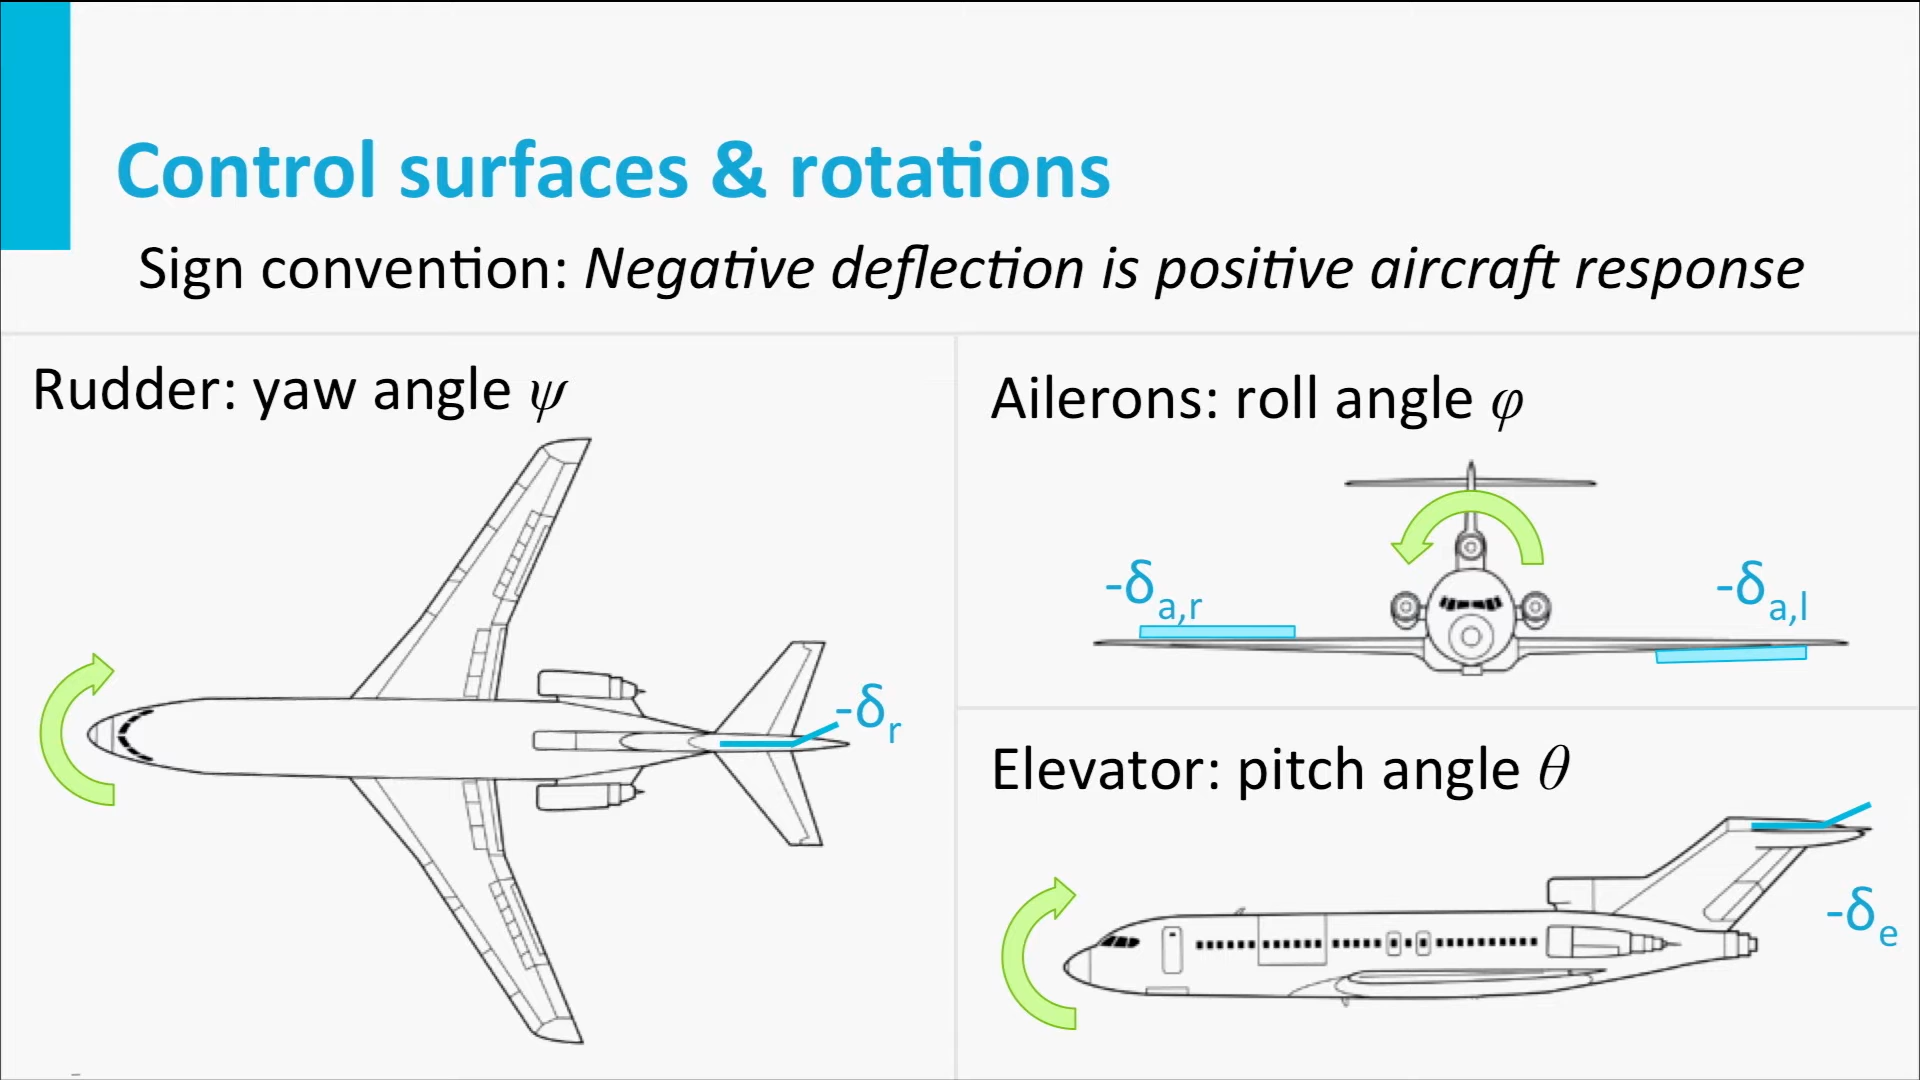 Control surfaces & rotations
Sign convention: Negative deflection is positive aircraft response
Rudder: yaw angle ψ
-δr
Ailerons: roll angle φ
-δa,r
-δa,l
Elevator: pitch angle θ
-δe